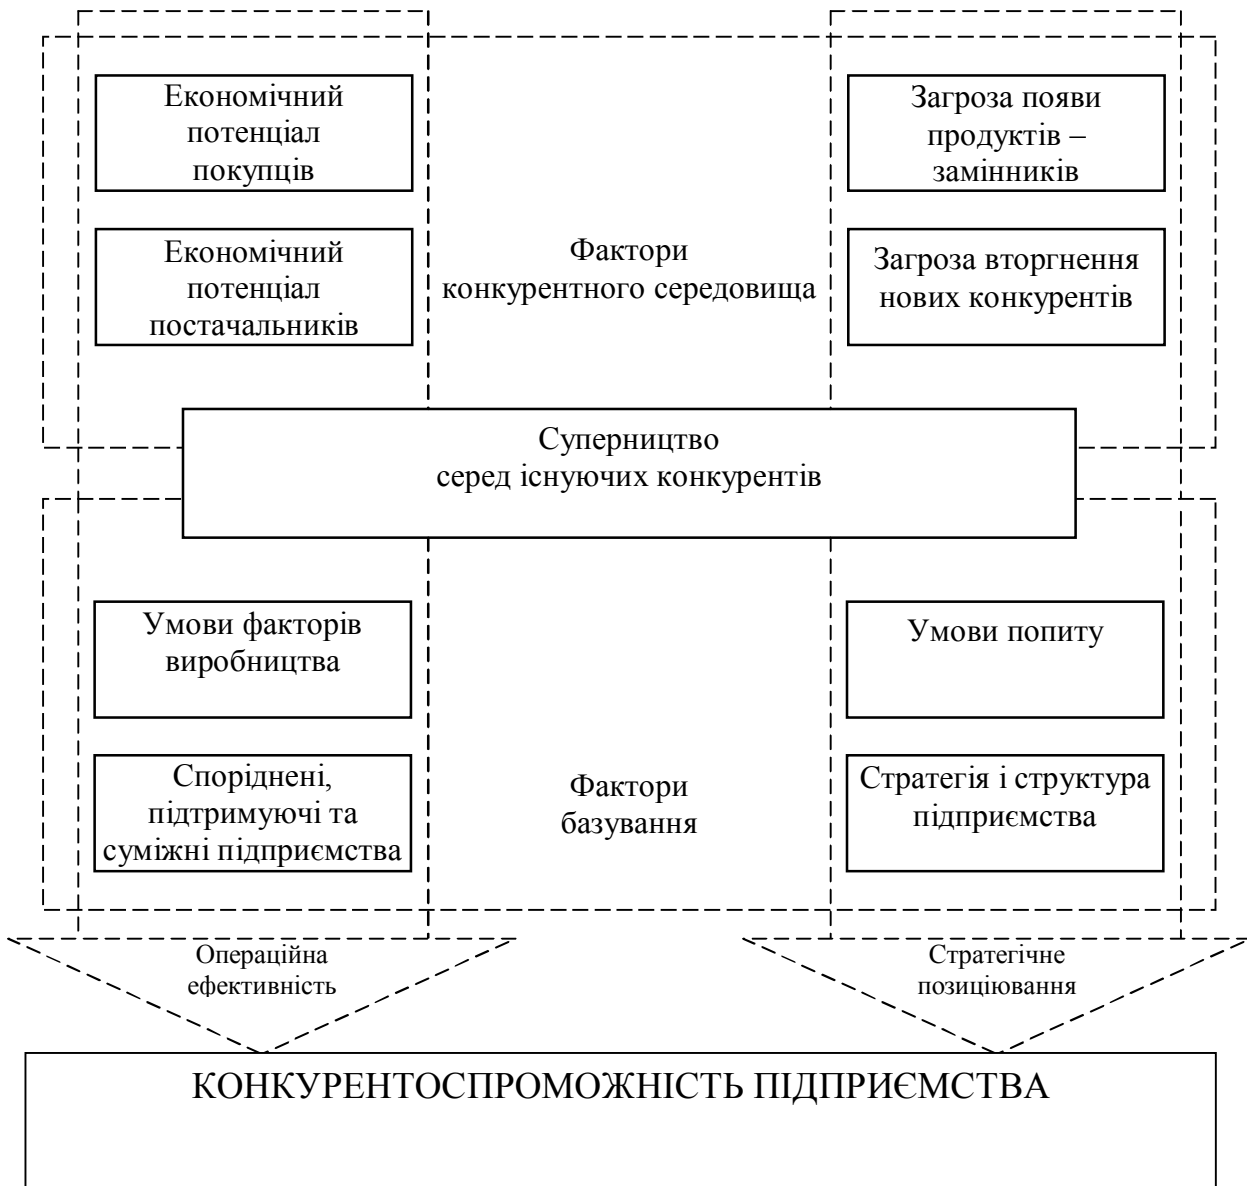 Економічний
потенціал
покупців
Загроза появи
продуктів –
замінників
Економічний
потенціал
постачальників
Фактори
конкурентного середовища
Загроза вторгнення
нових конкурентів
Суперництво
серед існуючих конкурентів
Умови факторів
виробництва
Умови попиту
Споріднені,
підтримуючі та
суміжні підприємства
Фактори
базування
Стратегія і структура
підприємства
Операційна
ефективність
Стратегічне
позиціювання
КОНКУРЕНТОСПРОМОЖНІСТЬ ПІДПРИЄМСТВА